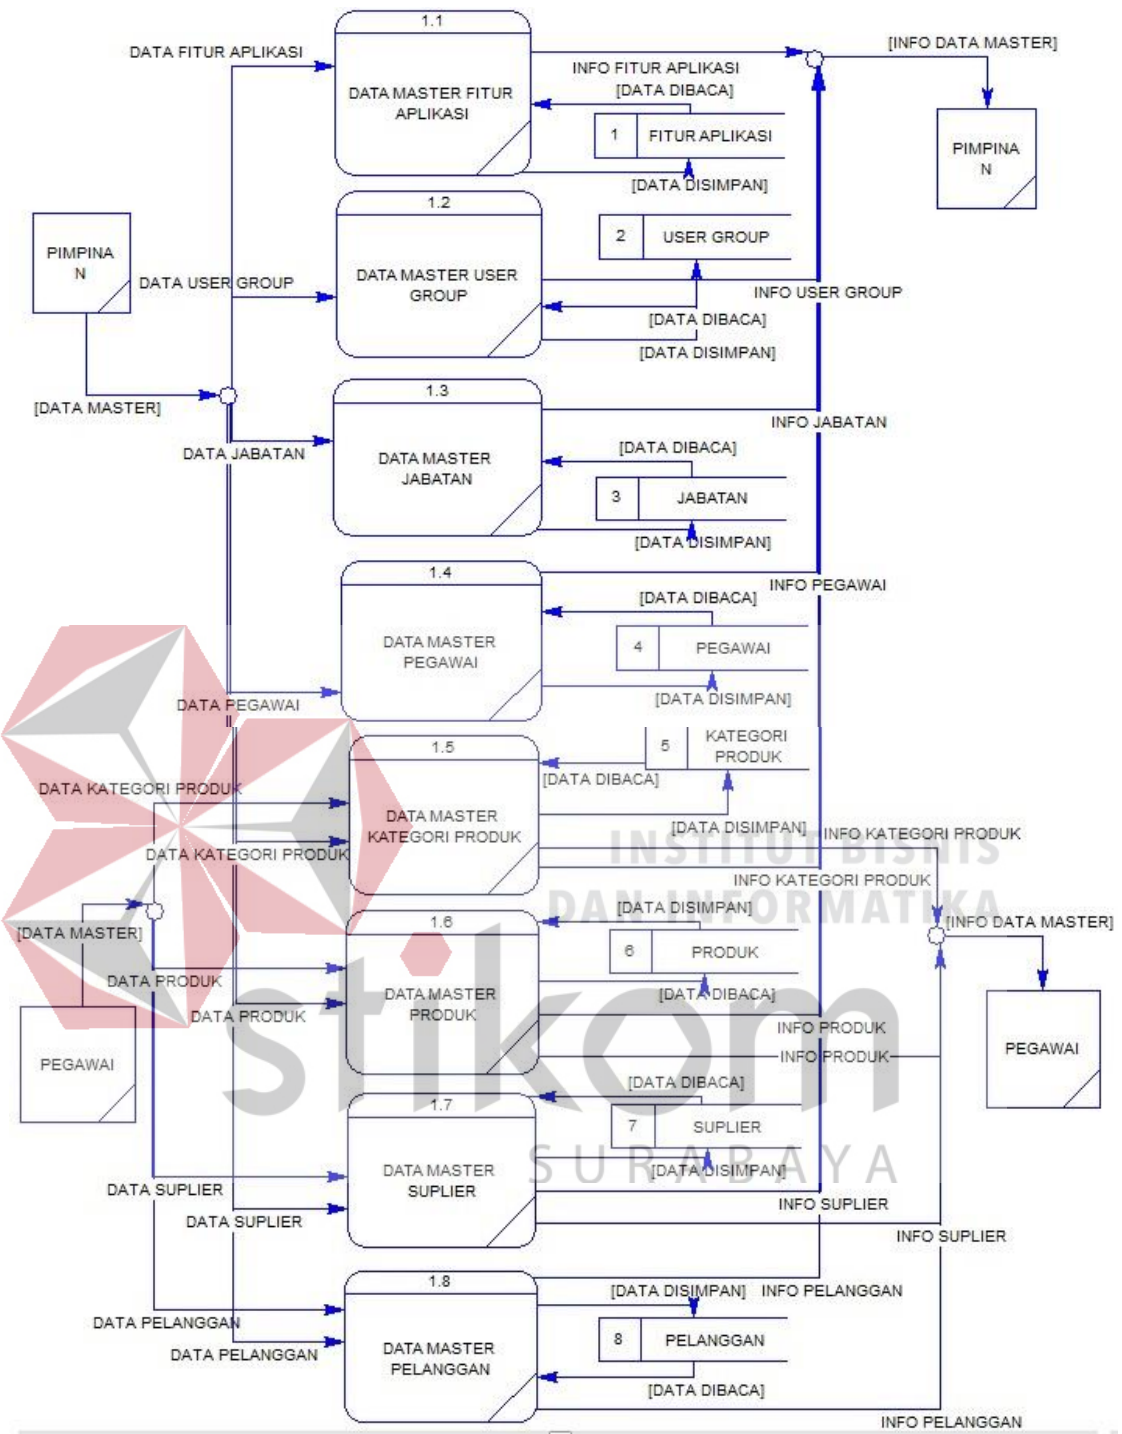 1.1
DATA FITUR APLIKASI
[INFO DATA MASTER]
INFO FITUR APLIKASI
[DATA DIBACA]
DATA MASTER FITUR
APLIKASI
1 FITUR APLIKASI
PIMPINA
N
[DATA DISIMPAN]
1.2
2 USER GROUP
PIMPINA
N
DATA USER GROUP
DATA MASTER USER
GROUP
INFO USER GROUP
[DATA DIBACA]
[DATA DISIMPAN]
1.3
[DATA MASTER]
INFO JABATAN
DATA JABATAN
[DATA DIBACA]
DATA MASTER
JABATAN
3 JABATAN
[DATA DISIMPAN]
1.4
INFO PEGAWAI
[DATA DIBACA]
DATA MASTER
PEGAWAI
4 PEGAWAI
DATA PEGAWAI
[DATA DISIMPAN]
1.5
5 KATEGORI
PRODUK
[DATA DIBACA]
DATA KATEGORI PRODUK
DATA MASTER
KATEGORI PRODUK
[DATA DISIMPAN]
INFO KATEGORI PRODUK
DATA KATEGORI PRODUK
INSTITUT BISNIS
DAN INFORMATIKA
INFO KATEGORI PRODUK
1.6
[DATA DISIMPAN]
[INFO DATA MASTER]
[DATA MASTER]
6 PRODUK
DATA PRODUK
DATA MASTER
PRODUK
[DATA DIBACA]
DATA PRODUK
stikom
INFO PRODUK
INFO PRODUK
PEGAWAI
PEGAWAI
[DATA DIBACA]
1.7
7 SUPLIER
DATA MASTER
SUPLIER
SURABAYA
[DATA DISIMPAN]
DATA SUPLIER
INFO SUPLIER
DATA SUPLIER
INFO SUPLIER
1.8
[DATA DISIMPAN]
INFO PELANGGAN
DATA PELANGGAN
8 PELANGGAN
DATA MASTER
PELANGGAN
DATA PELANGGAN
[DATA DIBACA]
INFO PELANGGAN